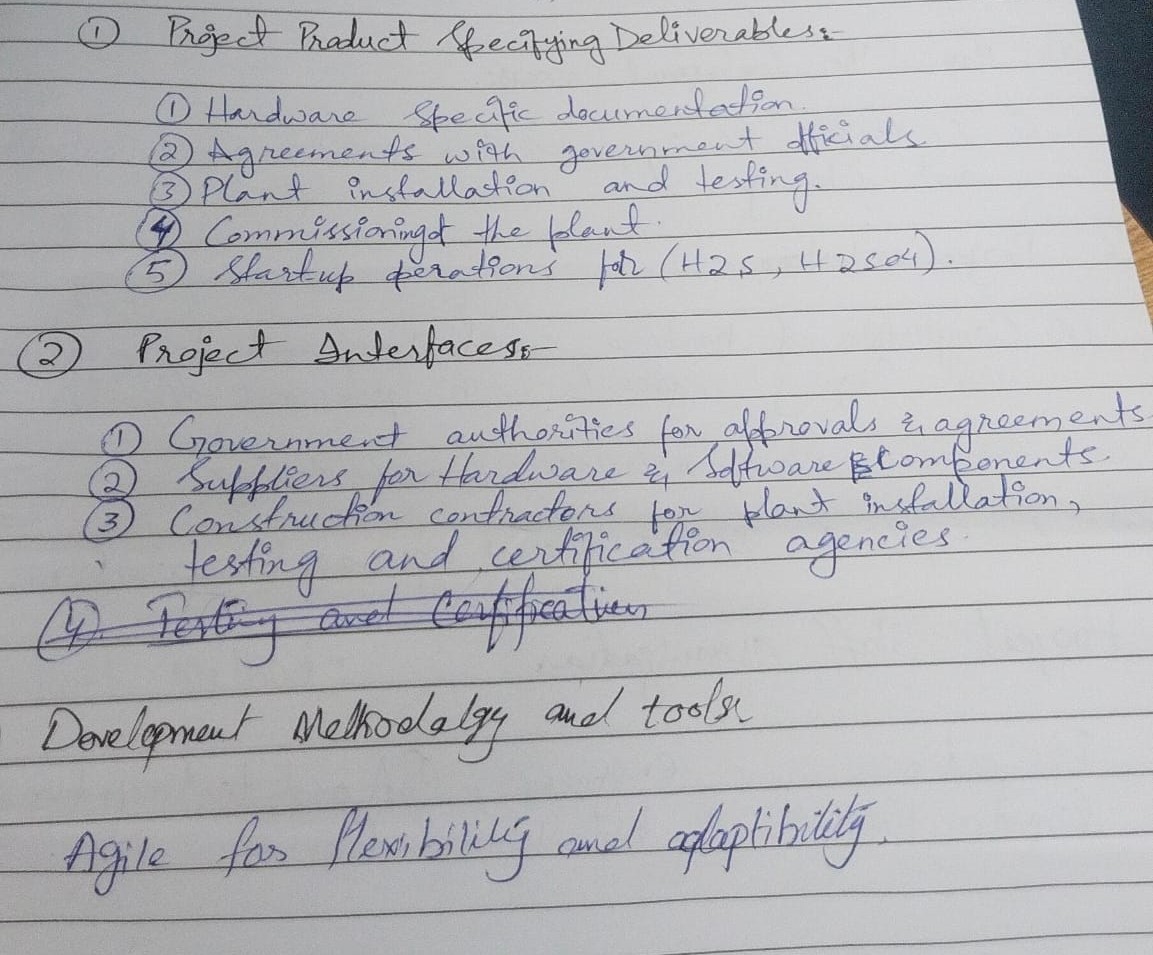 ① Project Product Specifying Deliverables:-
① Hardware specific documentation.
② Agreements with government officials
③ Plant installation and testing.
④ Commissioning of the plant.
⑤ Startup operations for (H2S, H2SO4).
② Project Interfaces:-
① Government authorities for approvals & agreements
② Suppliers for Hardware & Software components.
③ Construction contractors for plant installation,
testing and certification agencies.
④ Testing and Certification
Development Methodalgy and tools:
Agile for flexibility and adaptibility.